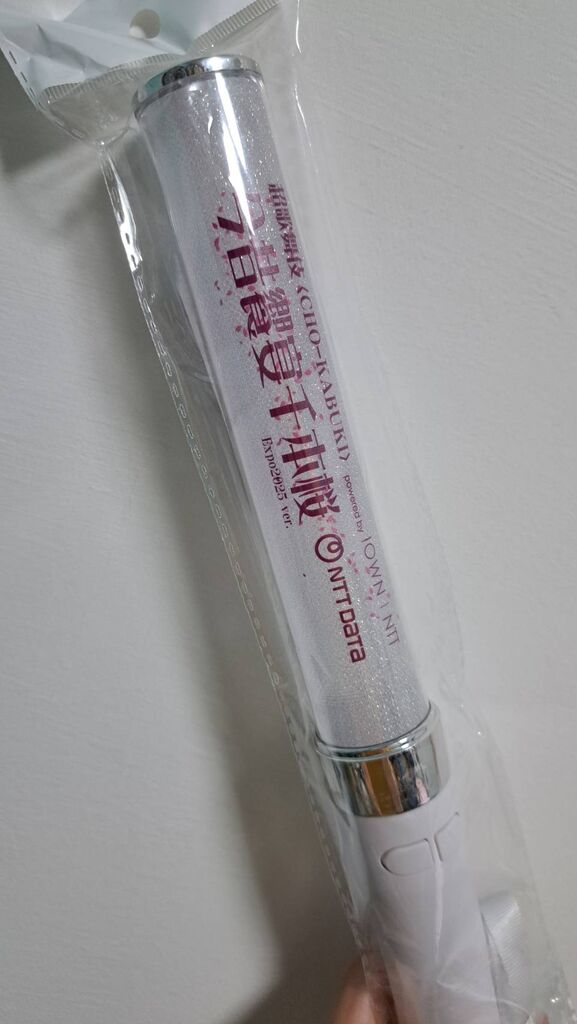 超歌舞伎《CHO-KABUKI》
今昔饗宴千本桜
Expo2025 ver.
powered by IOWN | NTT
NTT DATA